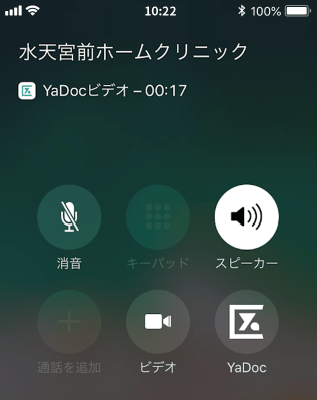 10:22
100%
水天宮前ホームクリニック
YaDocビデオ – 00:17
消音
キーパッド
スピーカー
通話を追加
ビデオ
YaDoc